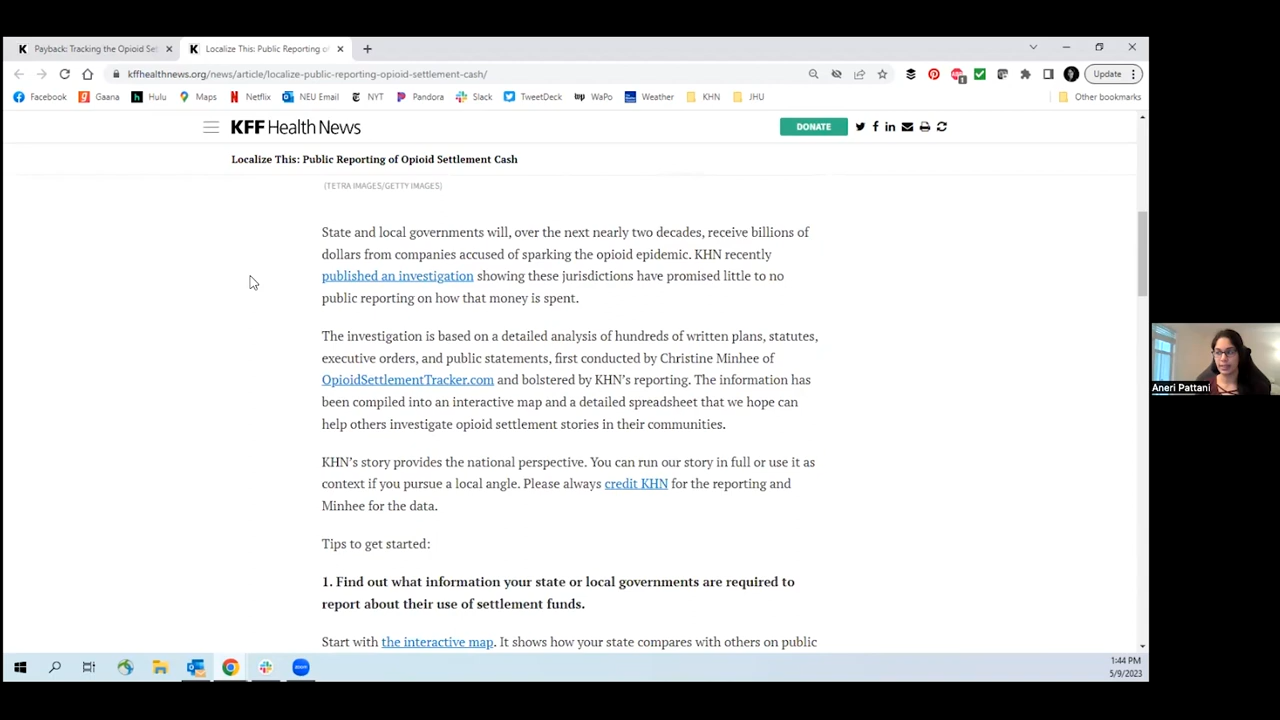 Payback: Tracking the Opioid Set
Localize This: Public Reporting of
kffhealthnews.org/news/article/localize-public-reporting-opioid-settlement-cash/
Update
Facebook
Gaana
Hulu
Maps
Netflix
NEU Email
NYT
Pandora
Slack
TweetDeck
WaPo
Weather
KHN
JHU
Other bookmarks
KFF Health News
DONATE
Localize This: Public Reporting of Opioid Settlement Cash
(TETRA IMAGES/GETTY IMAGES)
State and local governments will, over the next nearly two decades, receive billions of
dollars from companies accused of sparking the opioid epidemic. KHN recently
published an investigation showing these jurisdictions have promised little to no
public reporting on how that money is spent.
The investigation is based on a detailed analysis of hundreds of written plans, statutes,
executive orders, and public statements, first conducted by Christine Minhee of
OpioidSettlementTracker.com and bolstered by KHN's reporting. The information has
been compiled into an interactive map and a detailed spreadsheet that we hope can
help others investigate opioid settlement stories in their communities.
KHN's story provides the national perspective. You can run our story in full or use it as
context if you pursue a local angle. Please always credit KHN for the reporting and
Minhee for the data.
Tips to get started:
1. Find out what information your state or local governments are required to
report about their use of settlement funds.
Start with the interactive map. It shows how your state compares with others on public
Aneri Pattani
1:44 PM
5/9/2023